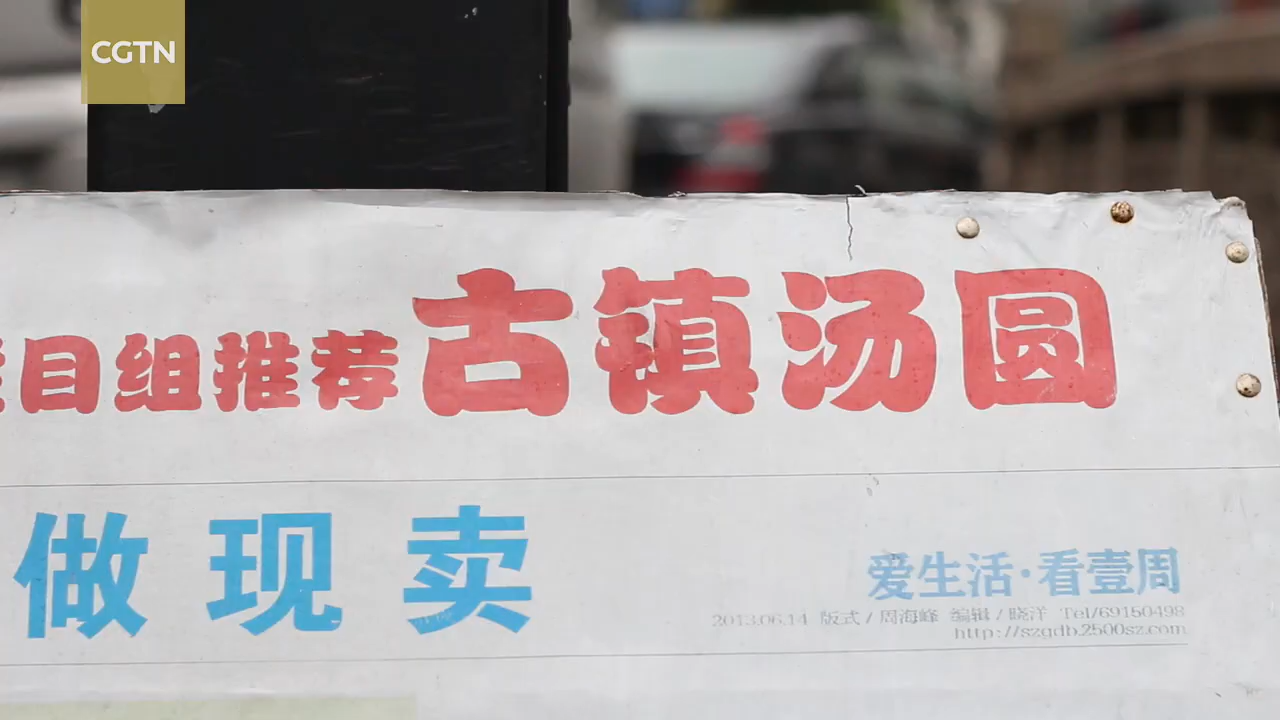 CGTN
目组推荐 古镇汤圆
做现卖
爱生活·看壹周
2013.06.14 版式/周海峰 编辑/晓洋 Tel/69150498
http://szgdb.2500sz.com